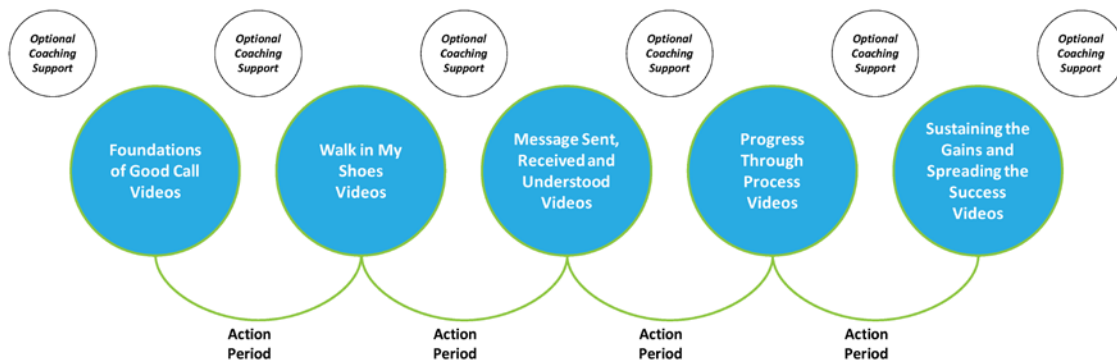 Optional
Coaching
Support
Optional
Coaching
Support
Optional
Coaching
Support
Optional
Coaching
Support
Optional
Coaching
Support
Optional
Coaching
Support
Foundations
of Good Call
Videos
Walk in My
Shoes
Videos
Message Sent,
Received and
Understood
Videos
Progress
Through
Process
Videos
Sustaining the
Gains and
Spreading the
Success
Videos
Action
Period
Action
Period
Action
Period
Action
Period